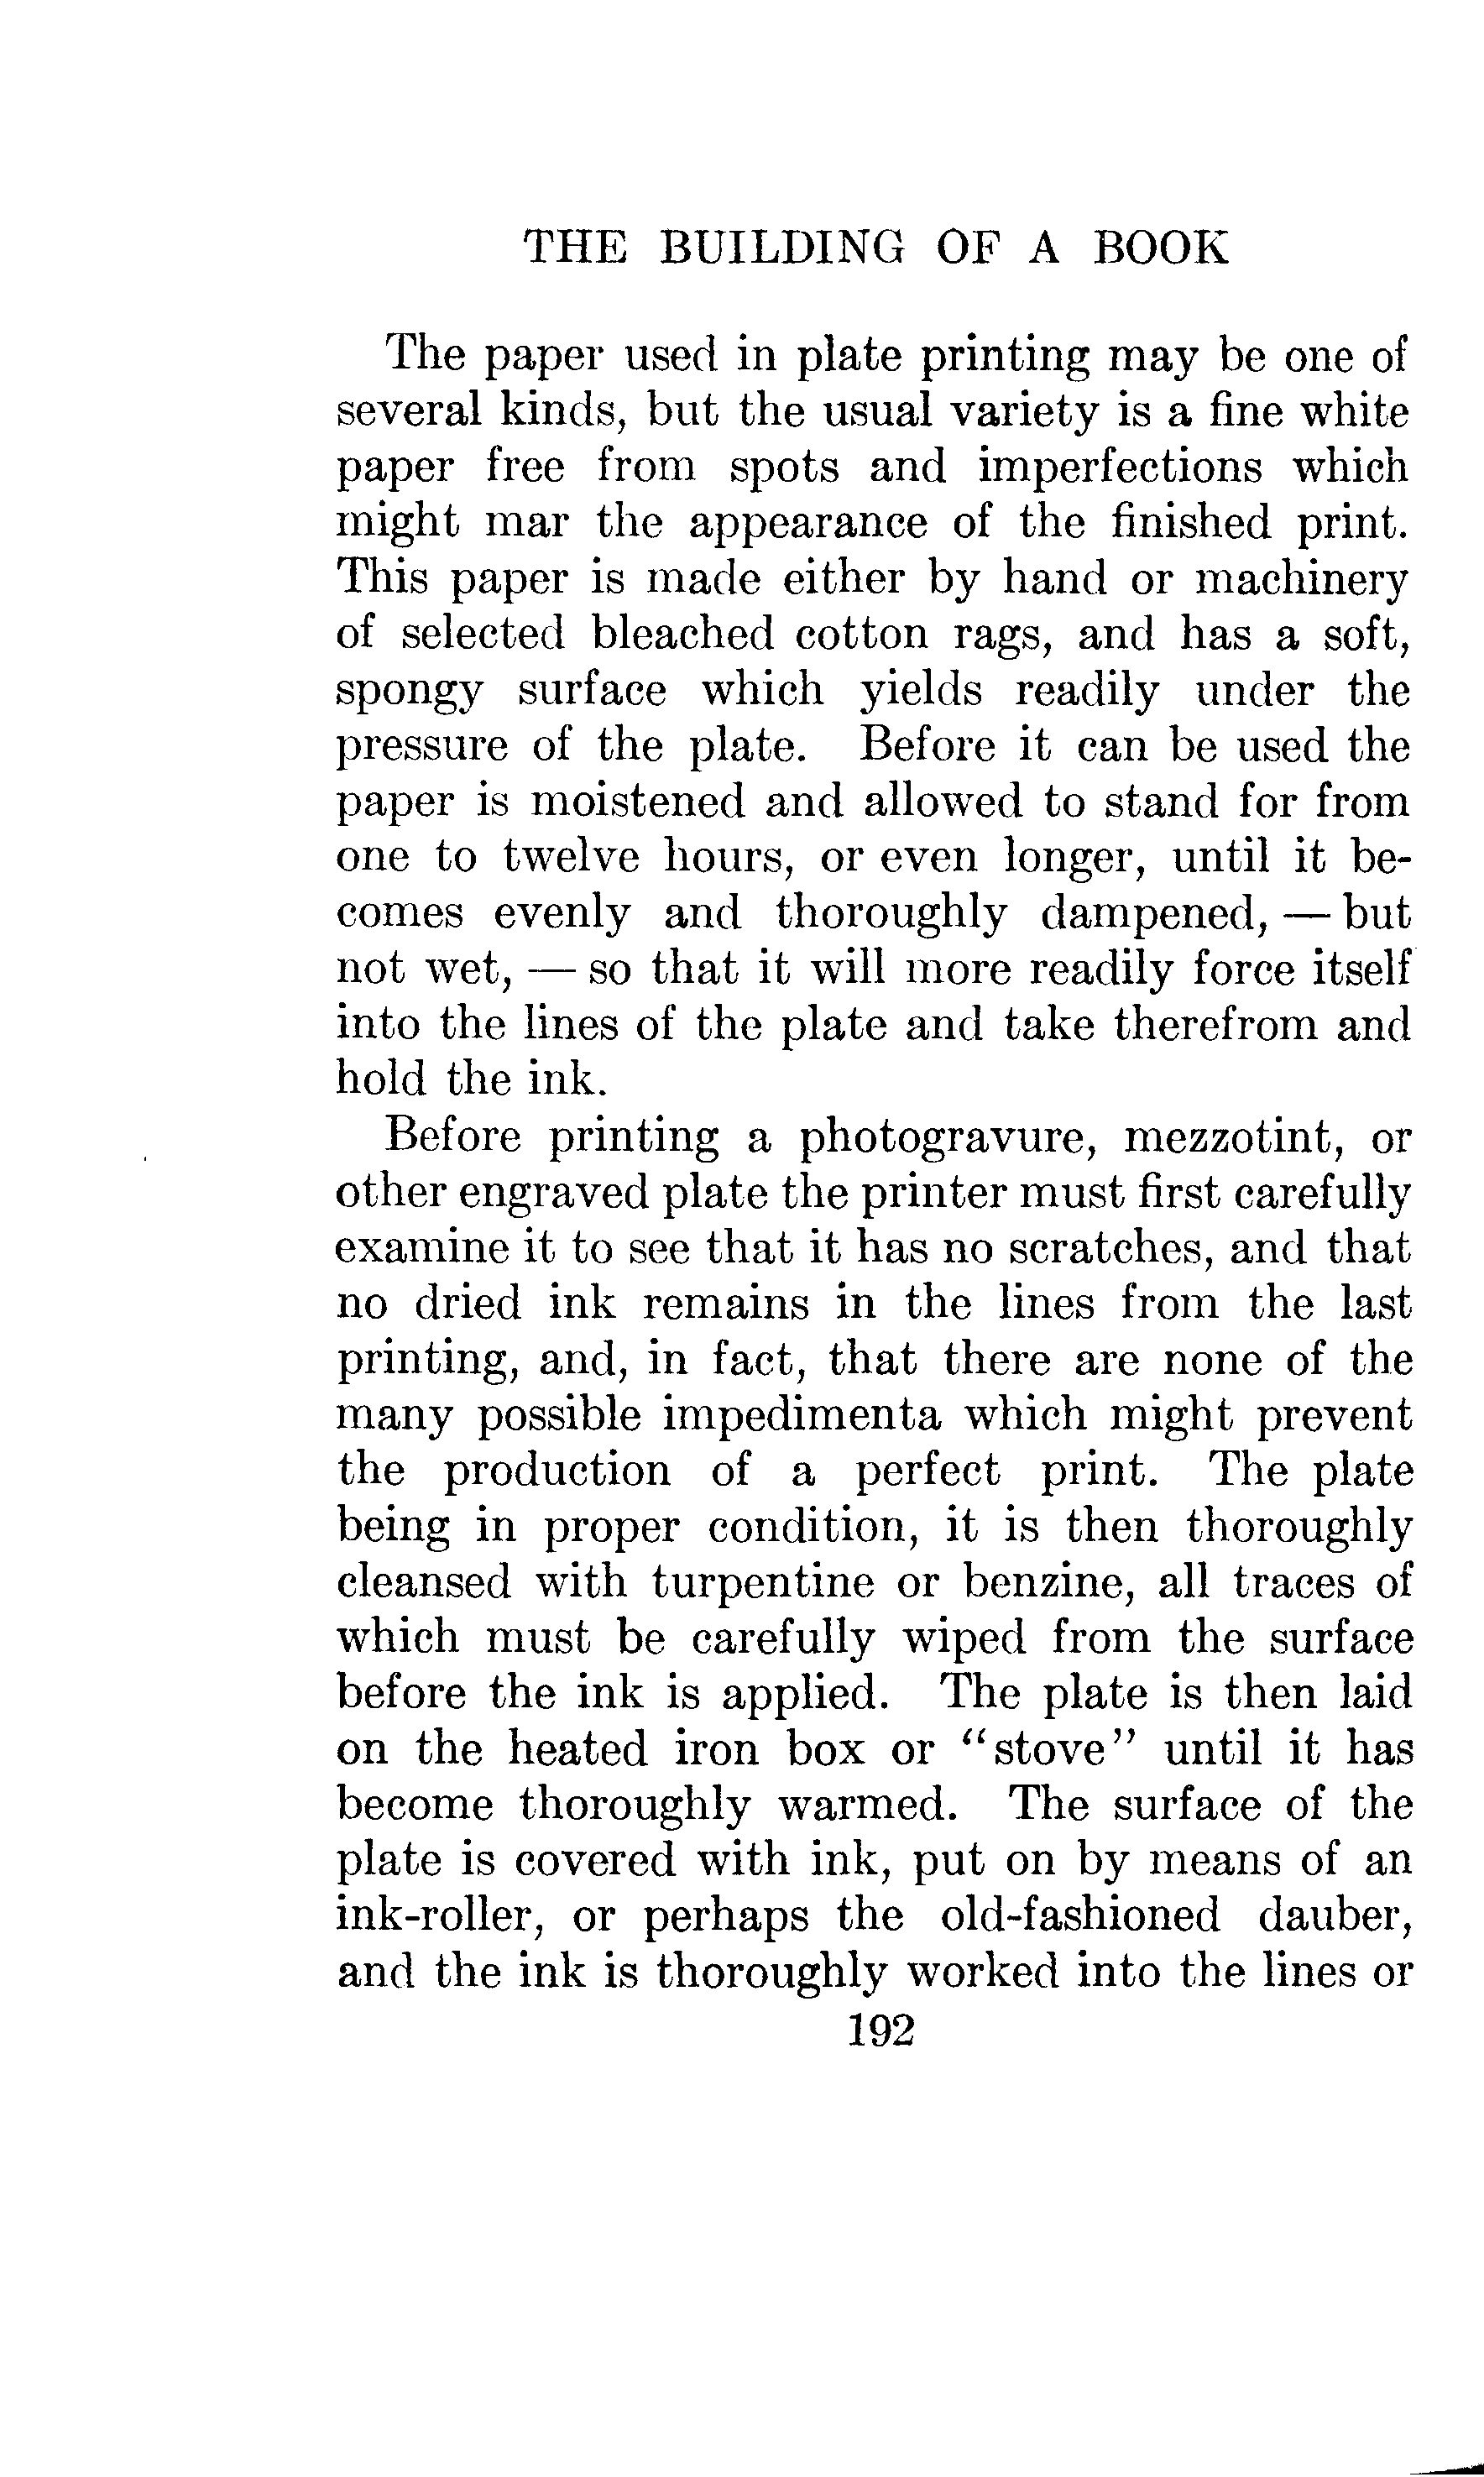 THE BUILDING OF A BOOK
The paper used in plate printing may be one of
several kinds, but the usual variety is a fine white
paper free from spots and imperfections which
might mar the appearance of the finished print.
This paper is made either by hand or machinery
of selected bleached cotton rags, and has a soft,
spongy surface which yields readily under the
pressure of the plate. Before it can be used the
paper is moistened and allowed to stand for from
one to twelve hours, or even longer, until it be-
comes evenly and thoroughly dampened, — but
not wet, — so that it will more readily force itself
into the lines of the plate and take therefrom and
hold the ink.
Before printing a photogravure, mezzotint, or
other engraved plate the printer must first carefully
examine it to see that it has no scratches, and that
no dried ink remains in the lines from the last
printing, and, in fact, that there are none of the
many possible impedimenta which might prevent
the production of a perfect print. The plate
being in proper condition, it is then thoroughly
cleansed with turpentine or benzine, all traces of
which must be carefully wiped from the surface
before the ink is applied. The plate is then laid
on the heated iron box or “stove” until it has
become thoroughly warmed. The surface of the
plate is covered with ink, put on by means of an
ink-roller, or perhaps the old-fashioned dauber,
and the ink is thoroughly worked into the lines or
192